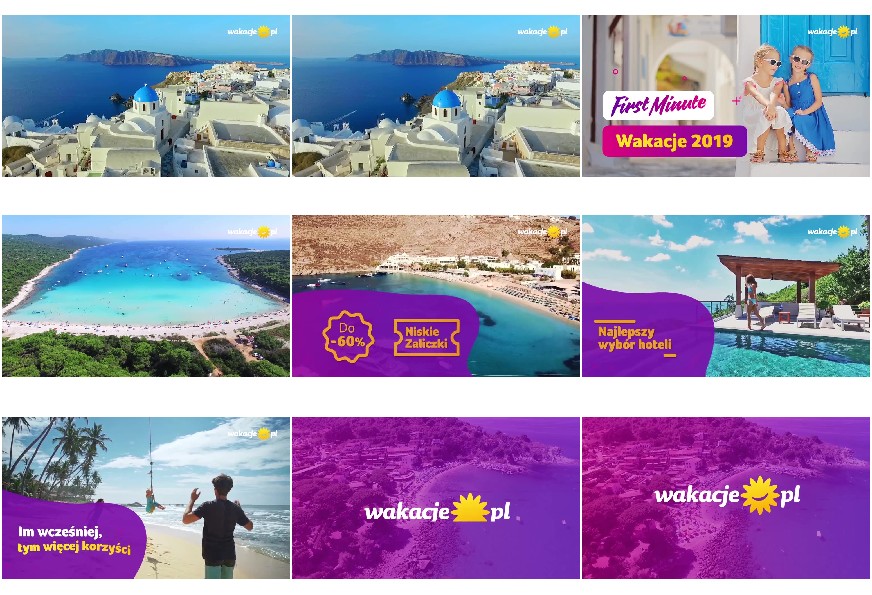 wakacje pl
wakacje pl
wakacje pl
First Minute
Wakacje 2019
wakacje pl
wakacje pl
Do
-60%
Niskie
Zaliczki
wakacje pl
Najlepszy
wybór hoteli
wakacje pl
Im wcześniej,
tym więcej korzyści
wakacje pl
wakacje pl